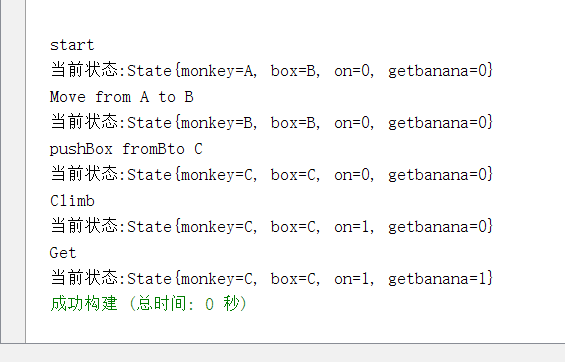 start
当前状态:State{monkey=A, box=B, on=0, getbanana=0}
Move from A to B
当前状态:State{monkey=B, box=B, on=0, getbanana=0}
pushBox fromBto C
当前状态:State{monkey=C, box=C, on=0, getbanana=0}
Climb
当前状态:State{monkey=C, box=C, on=1, getbanana=0}
Get
当前状态:State{monkey=C, box=C, on=1, getbanana=1}
成功构建 (总时间: 0 秒)